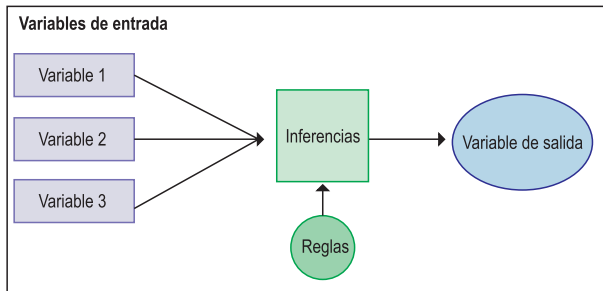 Variables de entrada
Variable 1
Variable 2
Variable 3
Inferencias
Variable de salida
Reglas